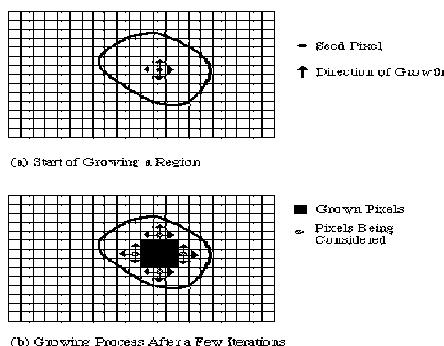 Seed Pixel
Direction of Growth
(a) Start of Growing a Region
Grown Pixels
Pixels Being
Considered
(b) Growing Process After a Few Iterations